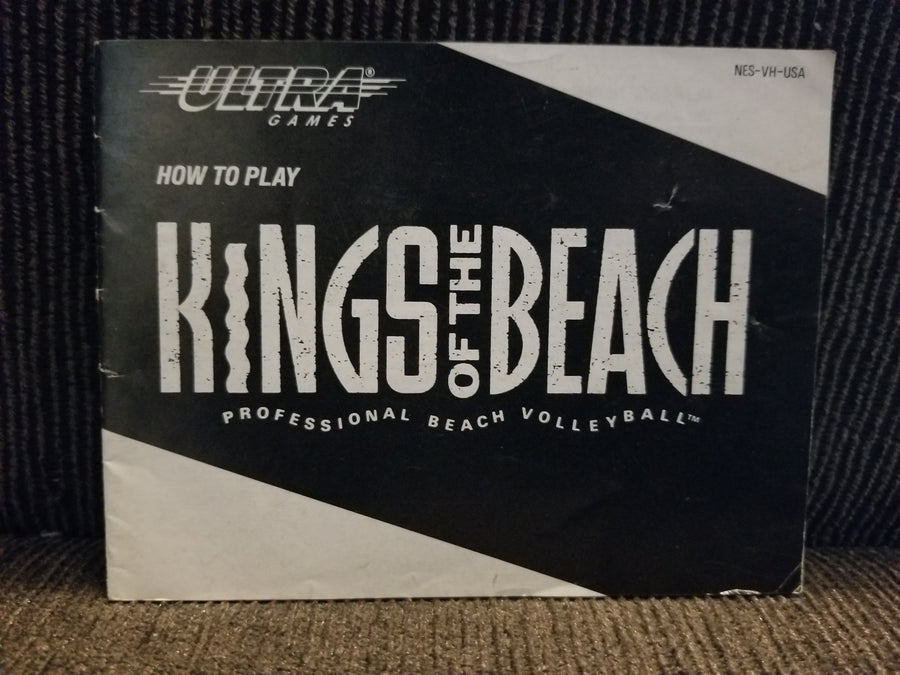 ULTRA®
GAMES
NES-VH-USA
HOW TO PLAY
KINGS OF THE BEACH
PROFESSIONAL BEACH VOLLEYBALL™